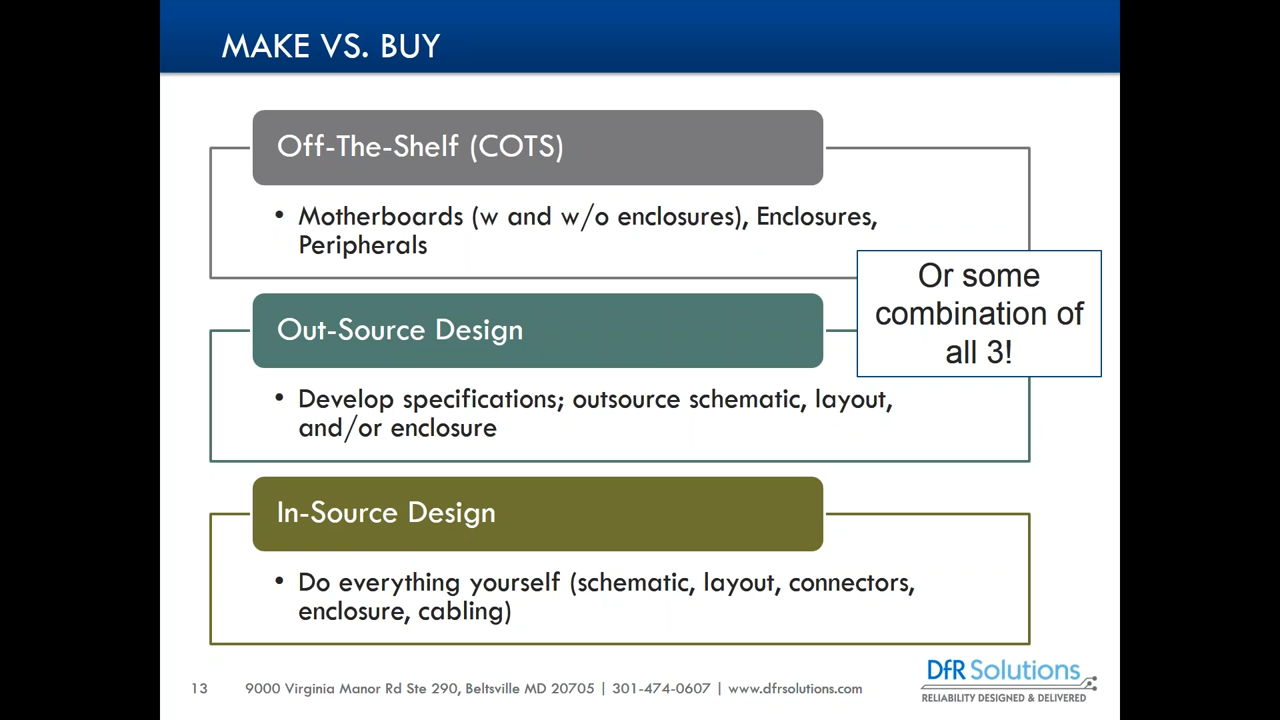 MAKE VS. BUY
Off-The-Shelf (COTS)
• Motherboards (w and w/o enclosures), Enclosures,
Peripherals
Or some
combination of
all 3!
Out-Source Design
• Develop specifications; outsource schematic, layout,
and/or enclosure
In-Source Design
• Do everything yourself (schematic, layout, connectors,
enclosure, cabling)
13
9000 Virginia Manor Rd Ste 290, Beltsville MD 20705 | 301-474-0607 | www.dfrsolutions.com
DfR Solutions
RELIABILITY DESIGNED & DELIVERED